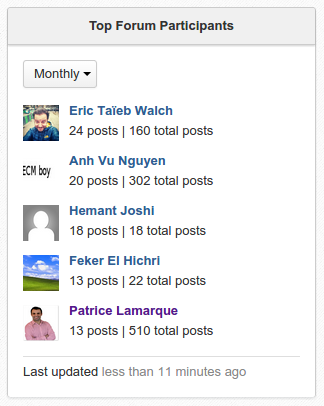 Top Forum Participants
Monthly
Eric Taïeb Walch
24 posts | 160 total posts
ECM boy
Anh Vu Nguyen
20 posts | 302 total posts
Hemant Joshi
18 posts | 18 total posts
Feker El Hichri
13 posts | 22 total posts
Patrice Lamarque
13 posts | 510 total posts
Last updated less than 11 minutes ago